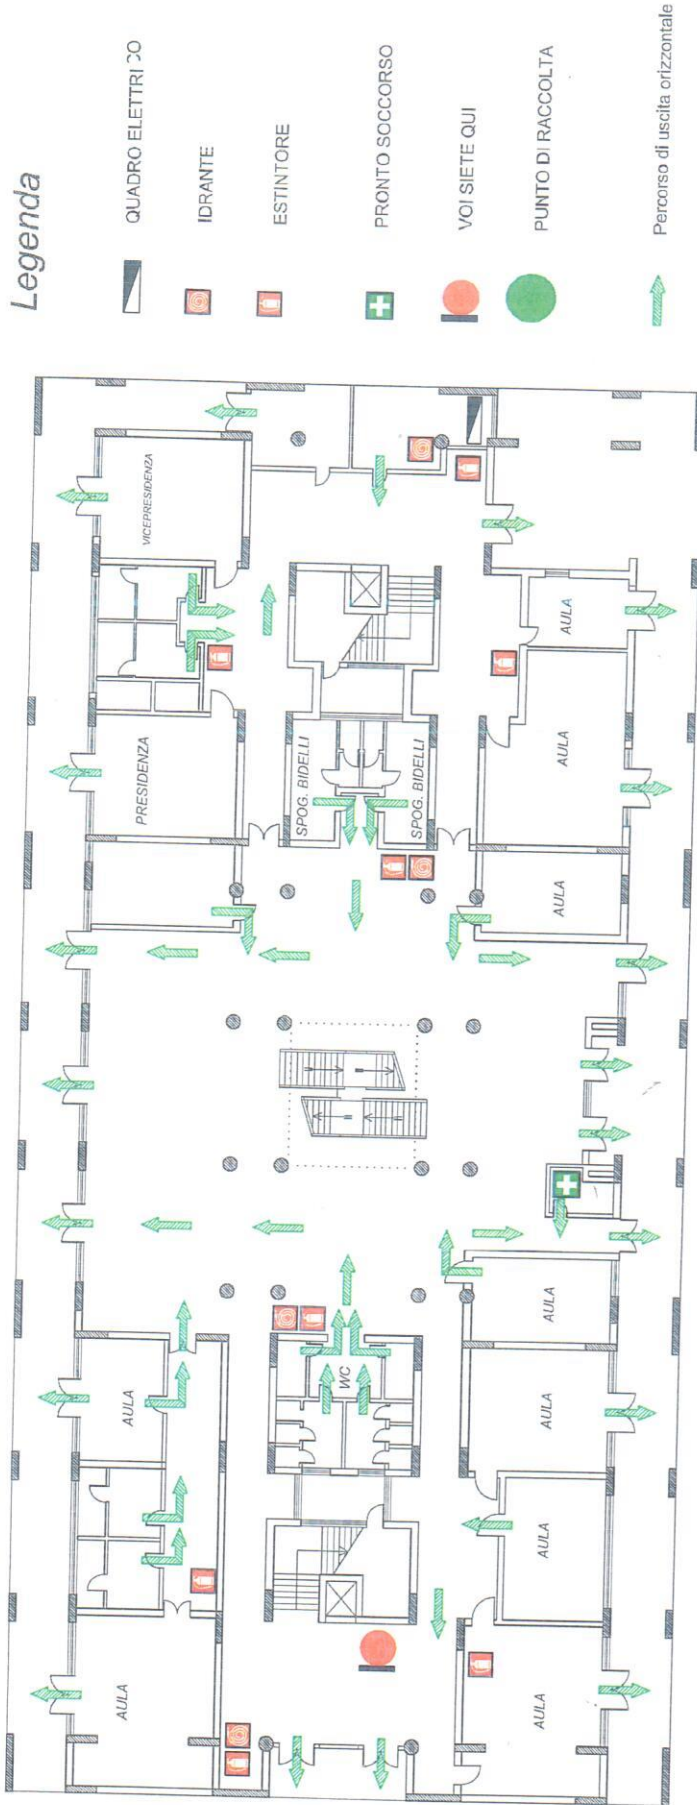 Legenda
QUADRO ELETTRICO
IDRANTE
ESTINTORE
PRONTO SOCCORSO
VOI SIETE QUI
PUNTO DI RACCOLTA
Percorso di uscita orizzontale
AULA
AULA
PRESIDENZA
VICEPRESIDENZA
WC
SPOG. BIDELLI
SPOG. BIDELLI
AULA
AULA
AULA
AULA
AULA
AULA
AULA